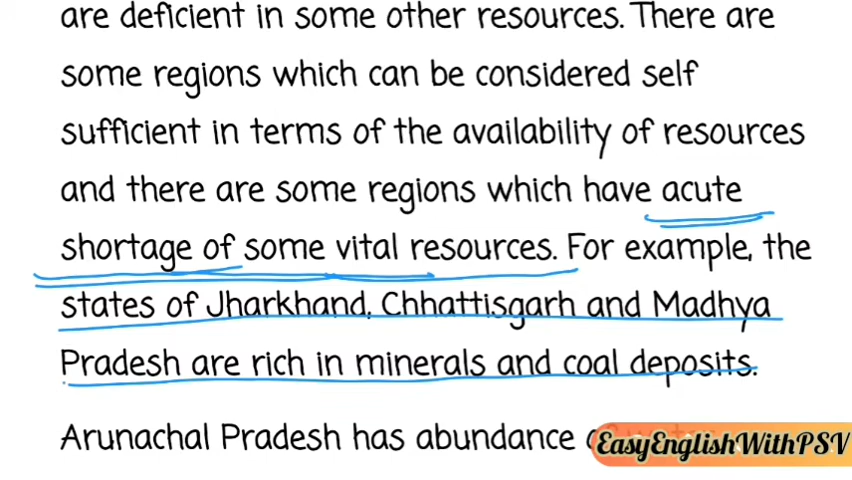 are deficient in some other resources. There are
some regions which can be considered self
sufficient in terms of the availability of resources
and there are some regions which have acute
shortage of some vital resources. For example, the
states of Jharkhand, Chhattisgarh and Madhya
Pradesh are rich in minerals and coal deposits.
Arunachal Pradesh has abundance
EasyEnglishWithPSV